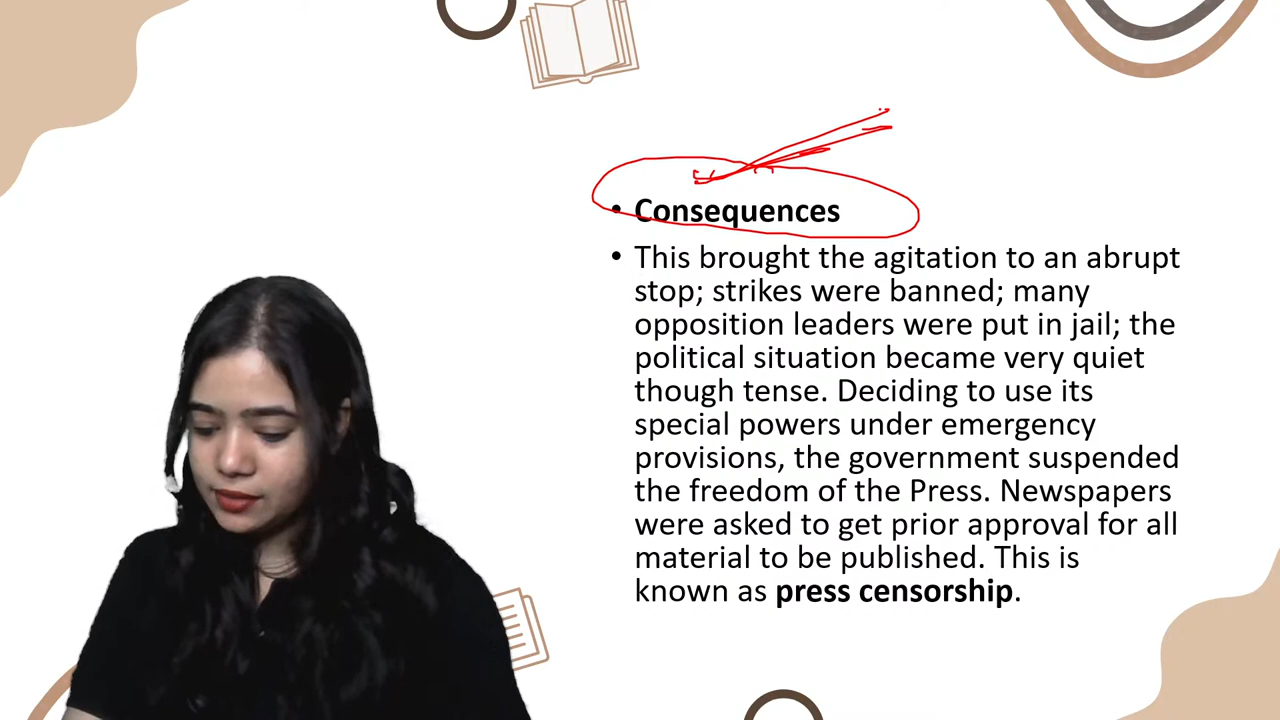 • Consequences
• This brought the agitation to an abrupt
stop; strikes were banned; many
opposition leaders were put in jail; the
political situation became very quiet
though tense. Deciding to use its
special powers under emergency
provisions, the government suspended
the freedom of the Press. Newspapers
were asked to get prior approval for all
material to be published. This is
known as press censorship.